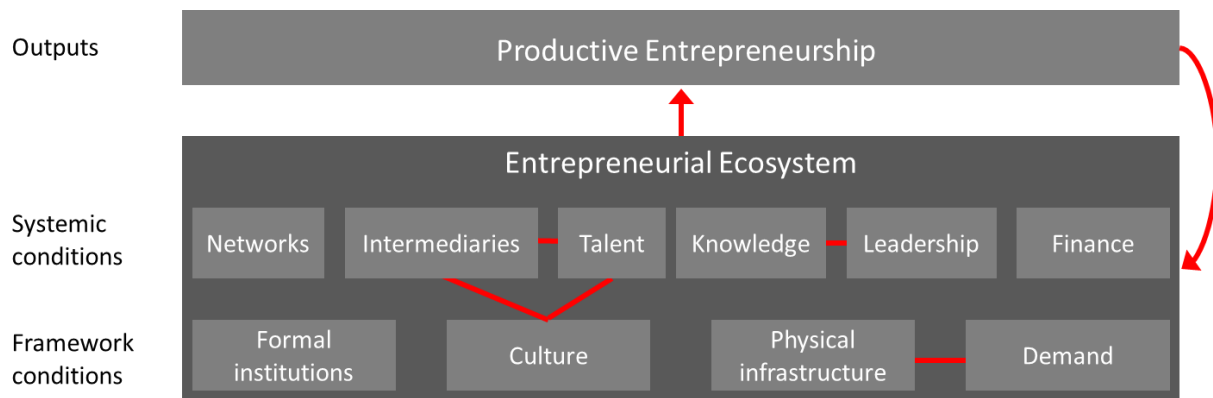 Outputs
Productive Entrepreneurship
Entrepreneurial Ecosystem
Systemic
conditions
Networks
Intermediaries
Talent
Knowledge
Leadership
Finance
Framework
conditions
Formal
institutions
Culture
Physical
infrastructure
Demand